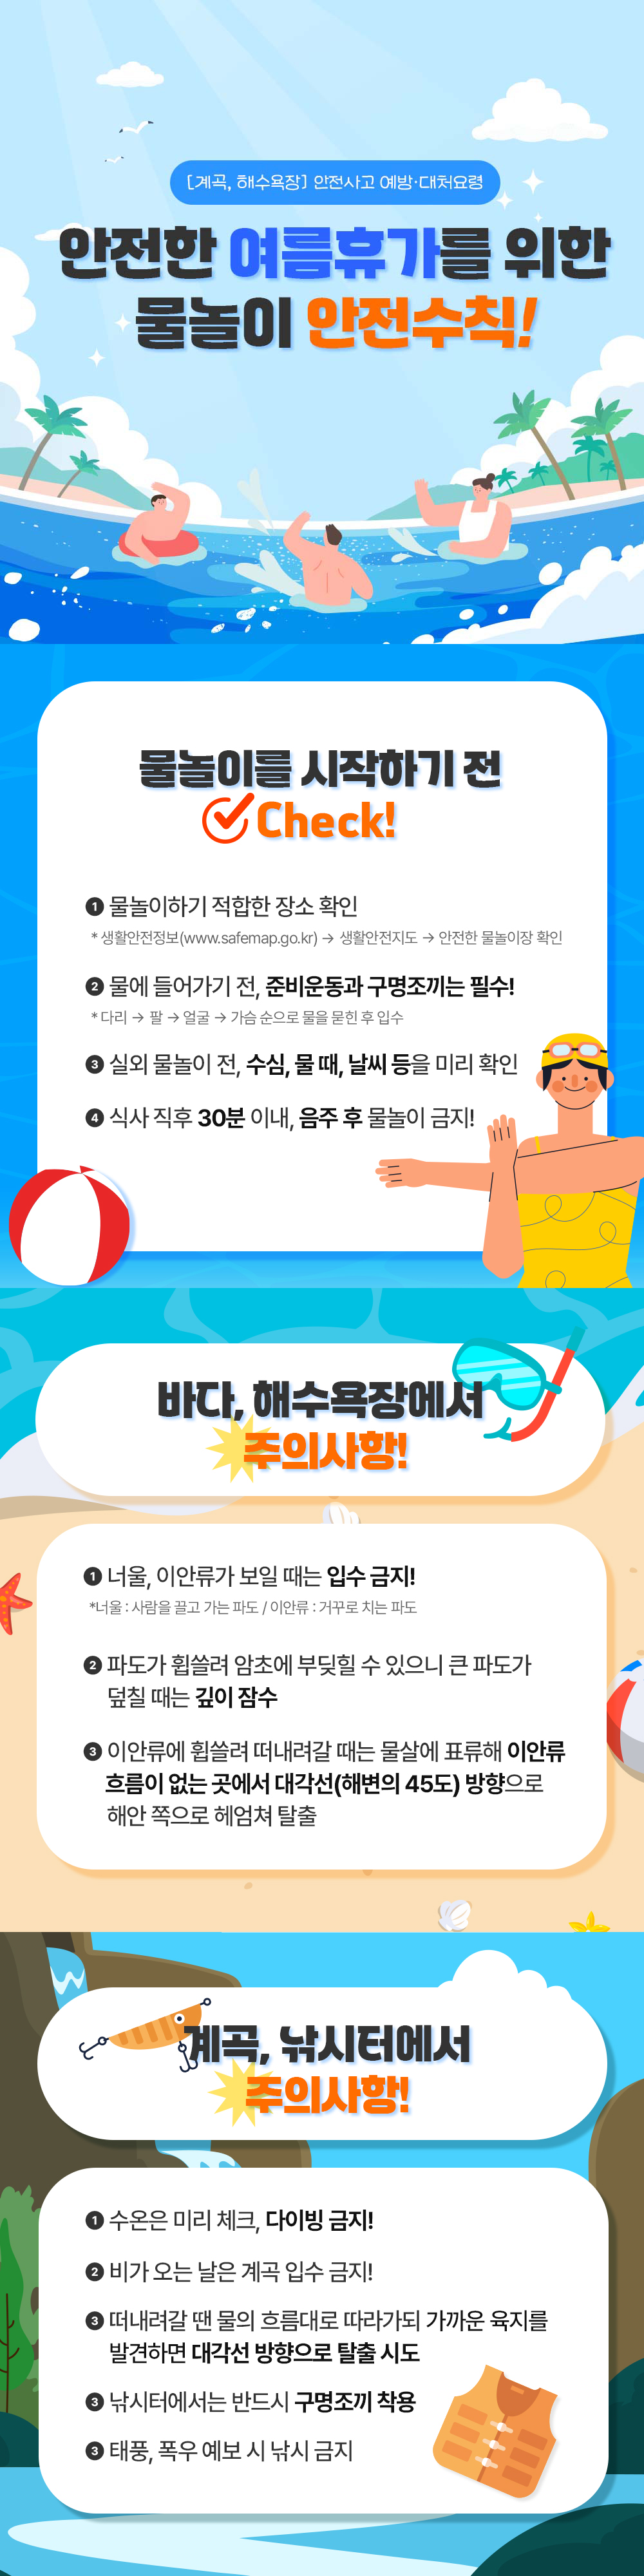 [계곡, 해수욕장] 안전사고 예방·대처요령
안전한 여름휴가를 위한
물놀이 안전수칙!
물놀이를 시작하기 전
Check!
1 물놀이하기 적합한 장소 확인
* 생활안전정보(www.safemap.go.kr) → 생활안전지도 → 안전한 물놀이장 확인
2 물에 들어가기 전, 준비운동과 구명조끼는 필수!
* 다리 → 팔 → 얼굴 → 가슴 순으로 물을 묻힌 후 입수
3 실외 물놀이 전, 수심, 물 때, 날씨 등을 미리 확인
4 식사 직후 30분 이내, 음주 후 물놀이 금지!
바다, 해수욕장에서
주의사항!
1 너울, 이안류가 보일 때는 입수 금지!
*너울 : 사람을 끌고 가는 파도 / 이안류 : 거꾸로 치는 파도
2 파도가 휩쓸려 암초에 부딪힐 수 있으니 큰 파도가
덮칠 때는 깊이 잠수
3 이안류에 휩쓸려 떠내려갈 때는 물살에 표류해 이안류
흐름이 없는 곳에서 대각선(해변의 45도) 방향으로
해안 쪽으로 헤엄쳐 탈출
계곡, 낚시터에서
주의사항!
1 수온은 미리 체크, 다이빙 금지!
2 비가 오는 날은 계곡 입수 금지!
3 떠내려갈 땐 물의 흐름대로 따라가되 가까운 육지를
발견하면 대각선 방향으로 탈출 시도
3 낚시터에서는 반드시 구명조끼 착용
3 태풍, 폭우 예보 시 낚시 금지